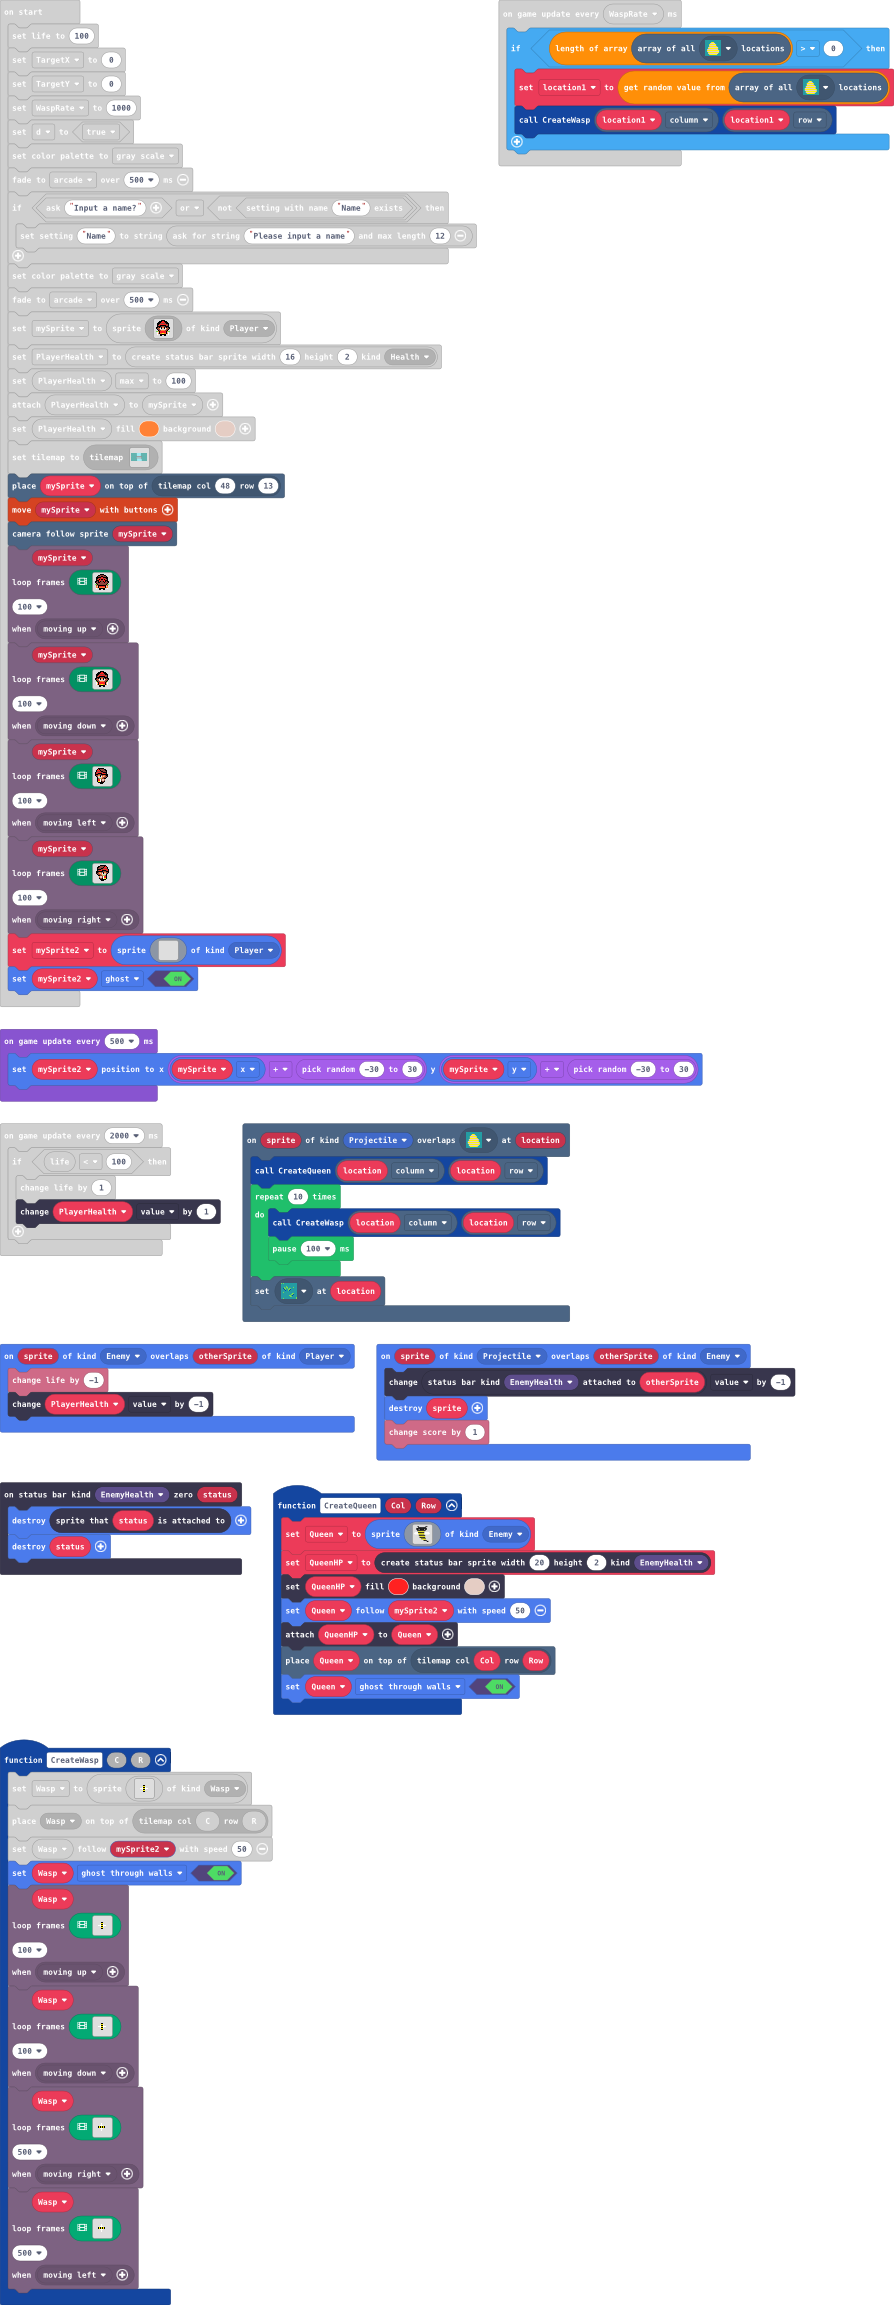 on start
set life to 100
set TargetX to 0
set TargetY to 0
set WaspRate to 1000
set d to true
set color palette to gray scale
fade to arcade over 500 ms
if ask "Input a name?" or not setting with name "Name" exists then
set setting "Name" to string ask for string "Please input a name" and max length 12
set color palette to gray scale
fade to arcade over 500 ms
set mySprite to sprite of kind Player
set PlayerHealth to create status bar sprite width 16 height 2 kind Health
set PlayerHealth max to 100
attach PlayerHealth to mySprite
set PlayerHealth fill background
set tilemap to tilemap
place mySprite on top of tilemap col 48 row 13
move mySprite with buttons
camera follow sprite mySprite
mySprite
loop frames
100
when moving up
mySprite
loop frames
100
when moving down
mySprite
loop frames
100
when moving left
mySprite
loop frames
100
when moving right
set mySprite2 to sprite of kind Player
set mySprite2 ghost ON
on game update every WaspRate ms
if length of array array of all locations > 0 then
set location1 to get random value from array of all locations
call CreateWasp location1 column location1 row
on game update every 500 ms
set mySprite2 position to x mySprite x + pick random -30 to 30 y mySprite y + pick random -30 to 30
on game update every 2000 ms
if life < 100 then
change life by 1
change PlayerHealth value by 1
on sprite of kind Projectile overlaps at location
call CreateQueen location column location row
repeat 10 times
do
call CreateWasp location column location row
pause 100 ms
set at location
on sprite of kind Enemy overlaps otherSprite of kind Player
change life by -1
change PlayerHealth value by -1
on sprite of kind Projectile overlaps otherSprite of kind Enemy
change status bar kind EnemyHealth attached to otherSprite value by -1
destroy sprite
change score by 1
on status bar kind EnemyHealth zero status
destroy sprite that status is attached to
destroy status
function CreateQueen Col Row
set Queen to sprite of kind Enemy
set QueenHP to create status bar sprite width 20 height 2 kind EnemyHealth
set QueenHP fill background
set Queen follow mySprite2 with speed 50
attach QueenHP to Queen
place Queen on top of tilemap col Col row Row
set Queen ghost through walls ON
function CreateWasp C R
set Wasp to sprite of kind Wasp
place Wasp on top of tilemap col C row R
set Wasp follow mySprite2 with speed 50
set Wasp ghost through walls ON
Wasp
loop frames
100
when moving up
Wasp
loop frames
100
when moving down
Wasp
loop frames
500
when moving right
Wasp
loop frames
500
when moving left